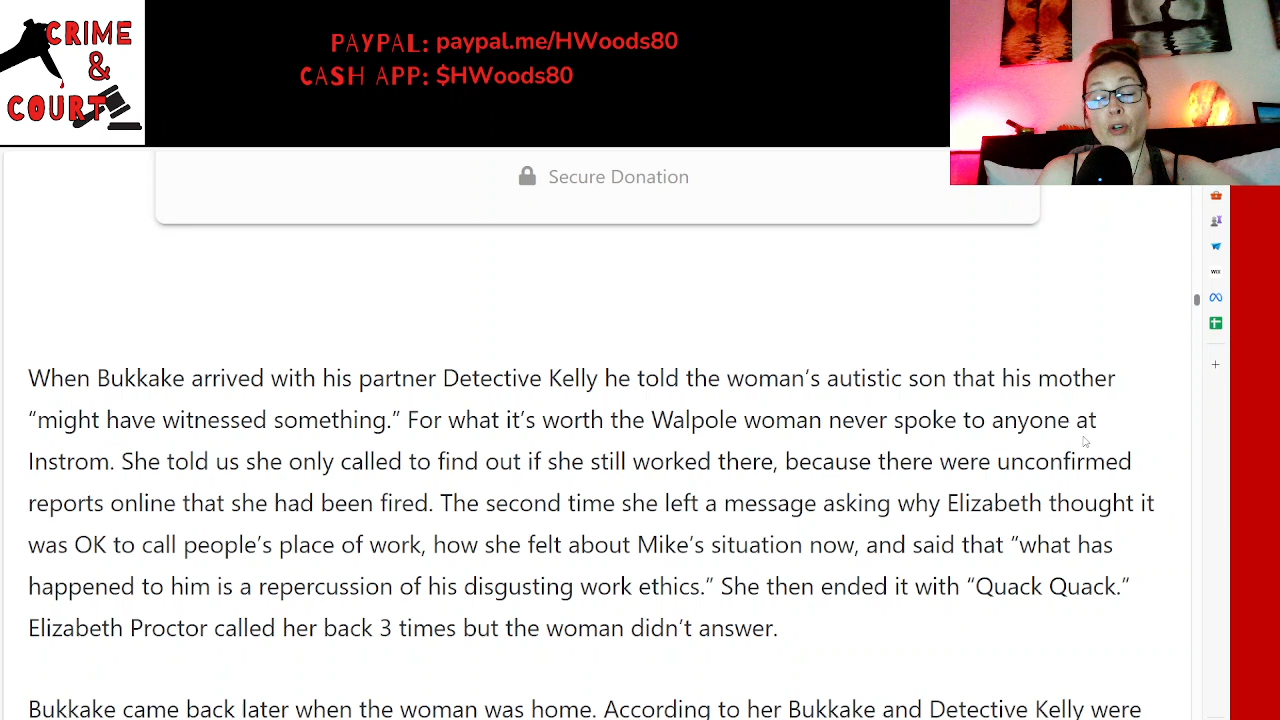 CRIME
&
COURT
PAYPAL: paypal.me/HWoods80
CASH APP: $HWoods80
Secure Donation
When Bukkake arrived with his partner Detective Kelly he told the woman’s autistic son that his mother
“might have witnessed something.” For what it’s worth the Walpole woman never spoke to anyone at
Instrom. She told us she only called to find out if she still worked there, because there were unconfirmed
reports online that she had been fired. The second time she left a message asking why Elizabeth thought it
was OK to call people’s place of work, how she felt about Mike’s situation now, and said that “what has
happened to him is a repercussion of his disgusting work ethics.” She then ended it with “Quack Quack.”
Elizabeth Proctor called her back 3 times but the woman didn’t answer.
Bukkake came back later when the woman was home. According to her Bukkake and Detective Kelly were
WIX